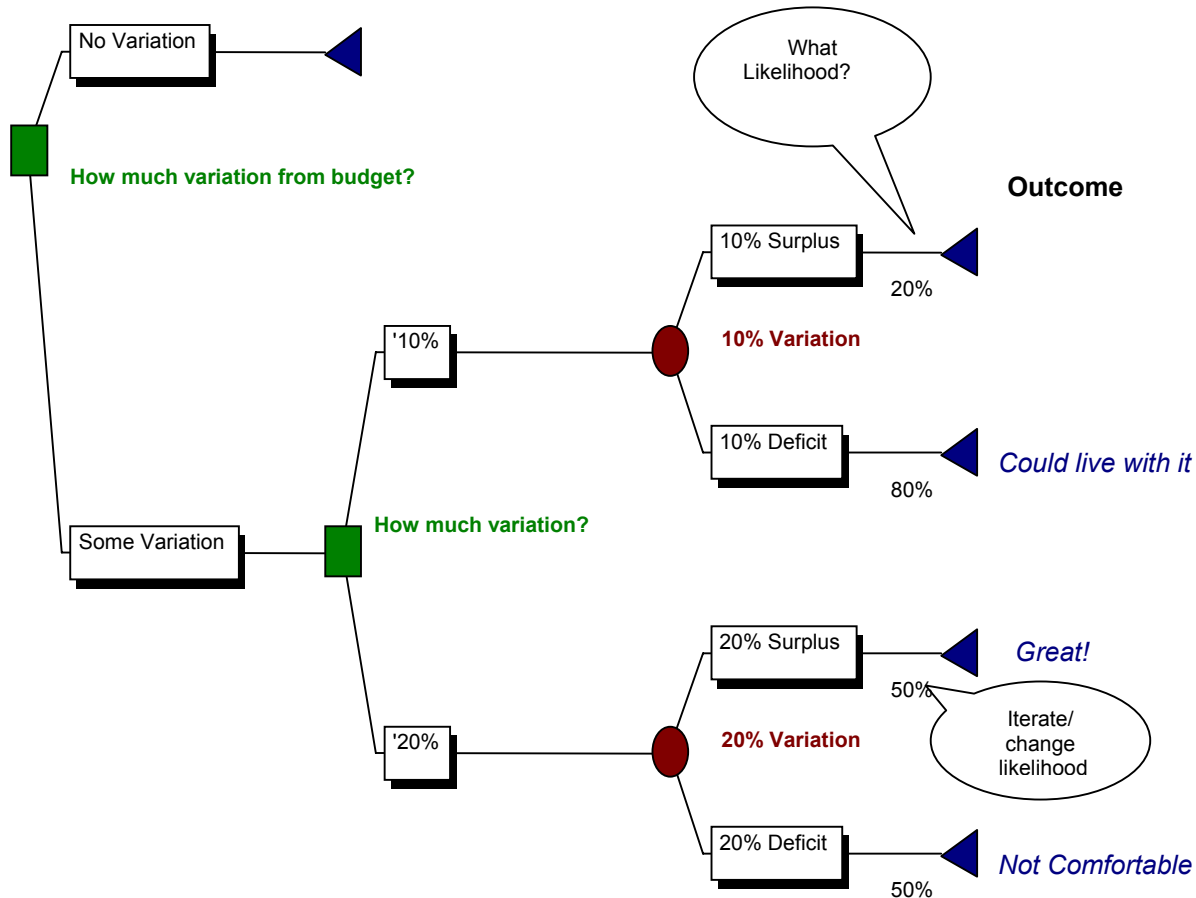 No Variation
What
Likelihood?
How much variation from budget?
Outcome
10% Surplus
20%
'10%
10% Variation
10% Deficit
Could live with it
80%
How much variation?
Some Variation
20% Surplus
Great!
50%
Iterate/
change
likelihood
'20%
20% Variation
20% Deficit
Not Comfortable
50%